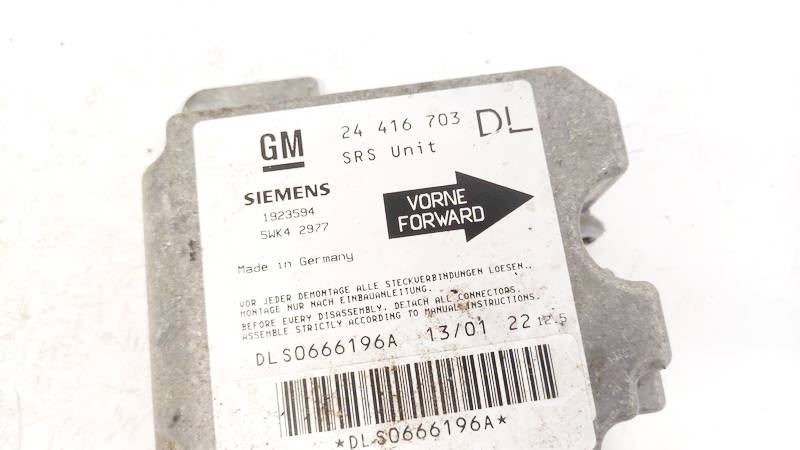 GM 24 416 703 DL
SRS Unit
SIEMENS
1923594
5WK4 2977
VORNE
FORWARD
Made in Germany
VOR JEDER DEMONTAGE ALLE STECKVERBINDUNGEN LOESEN..
MONTAGE NUR NACH EINBAUANLEITUNG.
BEFORE EVERY DISASSEMBLY, DETACH ALL CONNECTORS.
ASSEMBLE STRICTLY ACCORDING TO MANUAL INSTRUCTIONS.
DLS0666196A 13/01 22 12.5
*DLS0666196A*